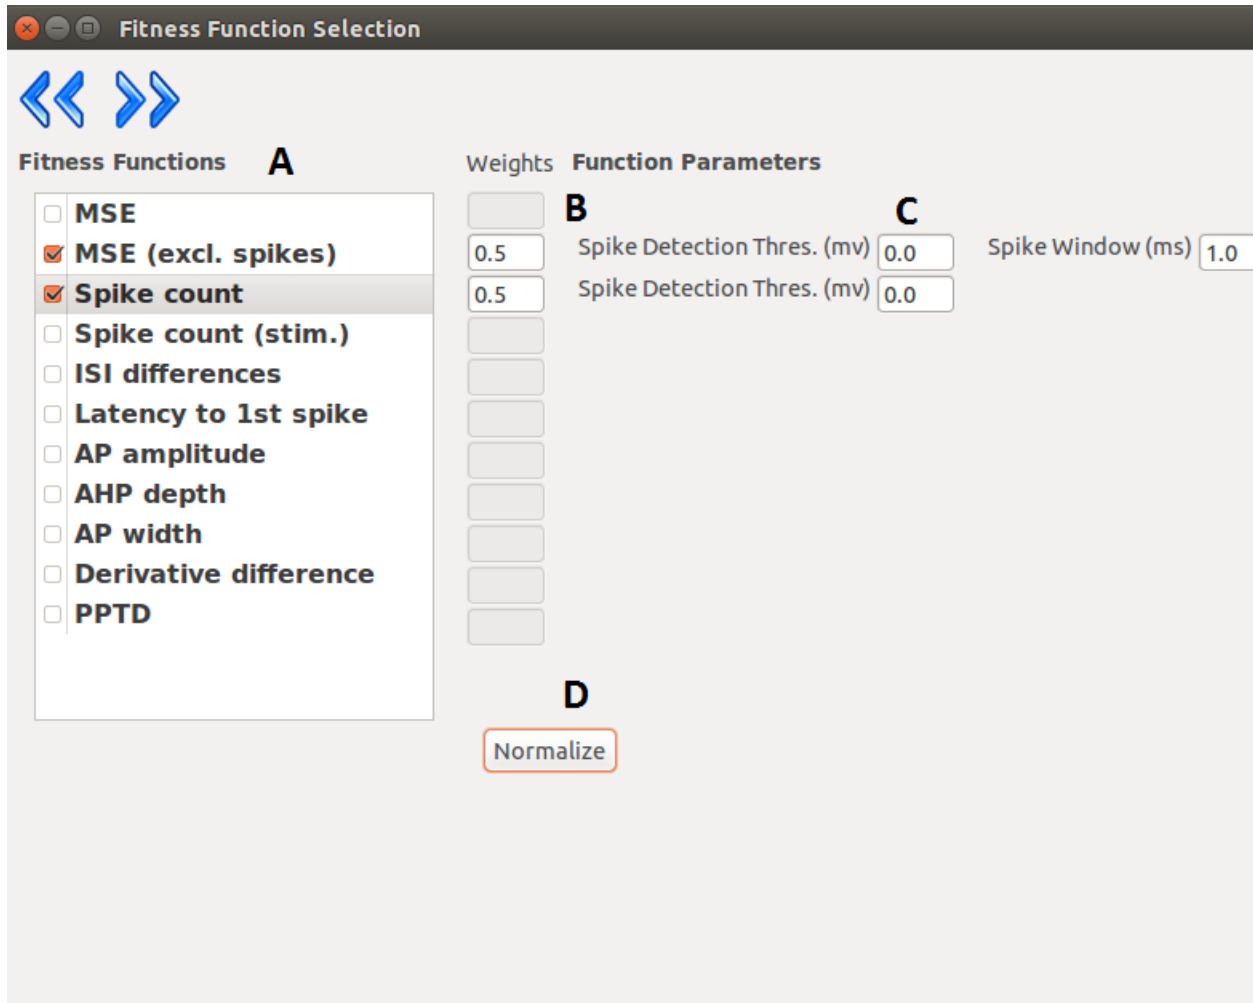 Fitness Function Selection
Fitness Functions A Weights Function Parameters
MSE B C
MSE (excl. spikes) 0.5 Spike Detection Thres. (mv) 0.0 Spike Window (ms) 1.0
Spike count 0.5 Spike Detection Thres. (mv) 0.0
Spike count (stim.)
ISI differences
Latency to 1st spike
AP amplitude
AHP depth
AP width
Derivative difference
PPTD
D
Normalize